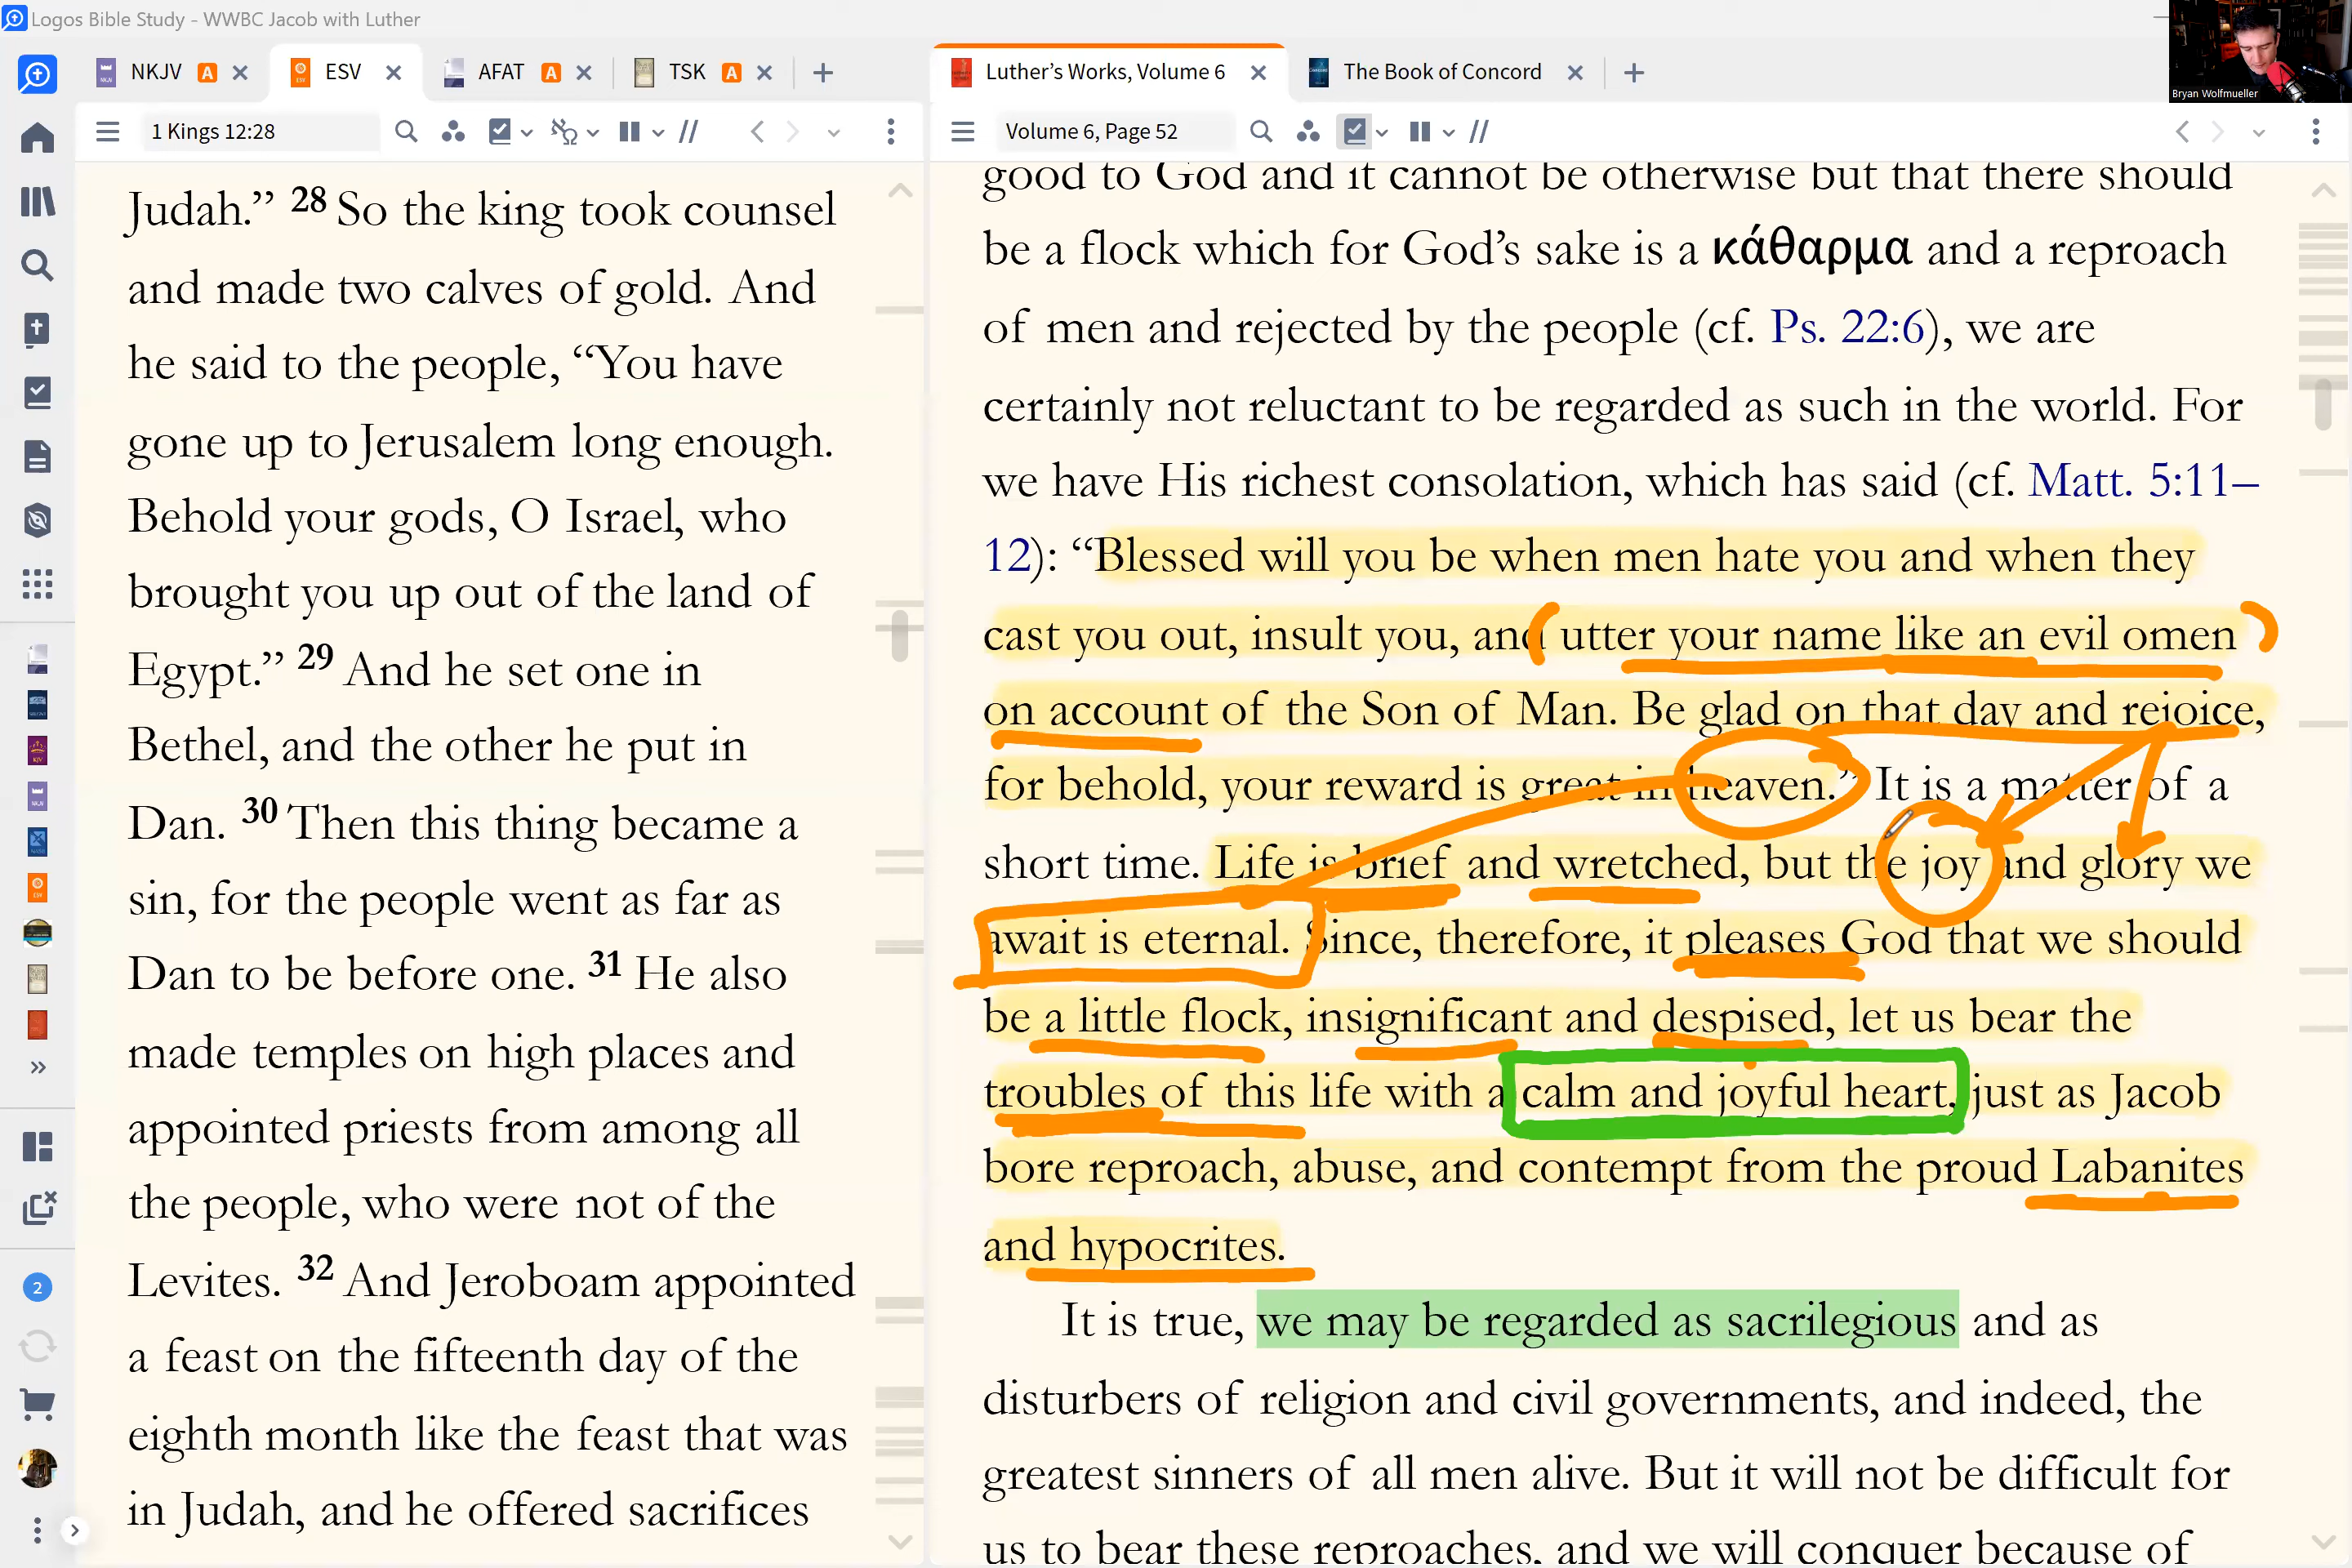 Logos Bible Study - WWBC Jacob with Luther
NKJV A
ESV
AFAT A
TSK A
Luther's Works, Volume 6
The Book of Concord
Bryan Wolfmueller
1 Kings 12:28
Volume 6, Page 52
Judah.” 28 So the king took counsel
and made two calves of gold. And
he said to the people, “You have
gone up to Jerusalem long enough.
Behold your gods, O Israel, who
brought you up out of the land of
Egypt.” 29 And he set one in
Bethel, and the other he put in
Dan. 30 Then this thing became a
sin, for the people went as far as
Dan to be before one. 31 He also
made temples on high places and
appointed priests from among all
the people, who were not of the
Levites. 32 And Jeroboam appointed
a feast on the fifteenth day of the
eighth month like the feast that was
in Judah, and he offered sacrifices
good to God and it cannot be otherwise but that there should
be a flock which for God’s sake is a κάθαρμα and a reproach
of men and rejected by the people (cf. Ps. 22:6), we are
certainly not reluctant to be regarded as such in the world. For
we have His richest consolation, which has said (cf. Matt. 5:11–
12): “Blessed will you be when men hate you and when they
cast you out, insult you, and utter your name like an evil omen
on account of the Son of Man. Be glad on that day and rejoice,
for behold, your reward is great in heaven.” It is a matter of a
short time. Life is brief and wretched, but the joy and glory we
await is eternal. Since, therefore, it pleases God that we should
be a little flock, insignificant and despised, let us bear the
troubles of this life with a calm and joyful heart, just as Jacob
bore reproach, abuse, and contempt from the proud Labanites
and hypocrites.
It is true, we may be regarded as sacrilegious and as
disturbers of religion and civil governments, and indeed, the
greatest sinners of all men alive. But it will not be difficult for
us to bear these reproaches, and we will conquer because of
2